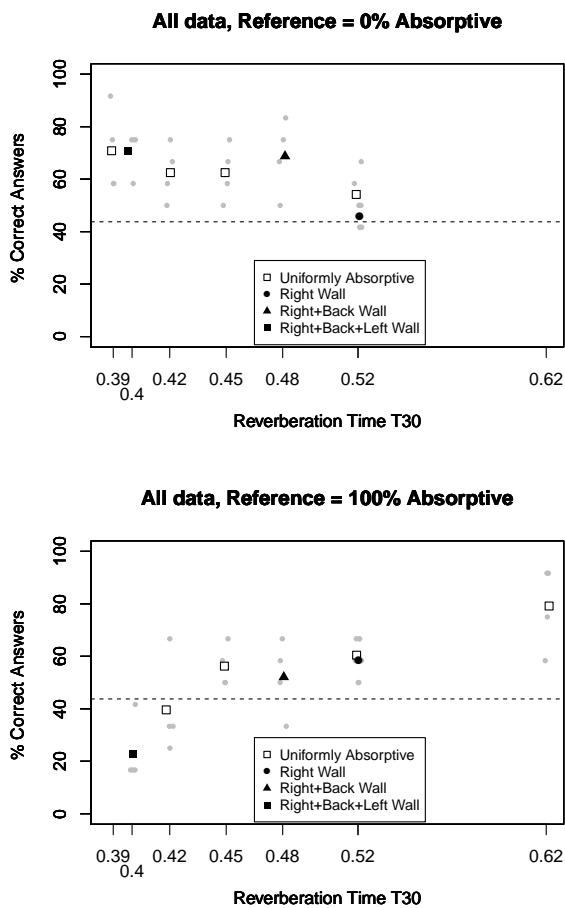 All data, Reference = 0% Absorptive
100
80
60
40
20
0
% Correct Answers
Uniformly Absorptive
Right Wall
Right+Back Wall
Right+Back+Left Wall
0.39 0.42 0.45 0.48 0.52 0.62
0.4
Reverberation Time T30
All data, Reference = 100% Absorptive
100
80
60
40
20
0
% Correct Answers
Uniformly Absorptive
Right Wall
Right+Back Wall
Right+Back+Left Wall
0.39 0.42 0.45 0.48 0.52 0.62
0.4
Reverberation Time T30